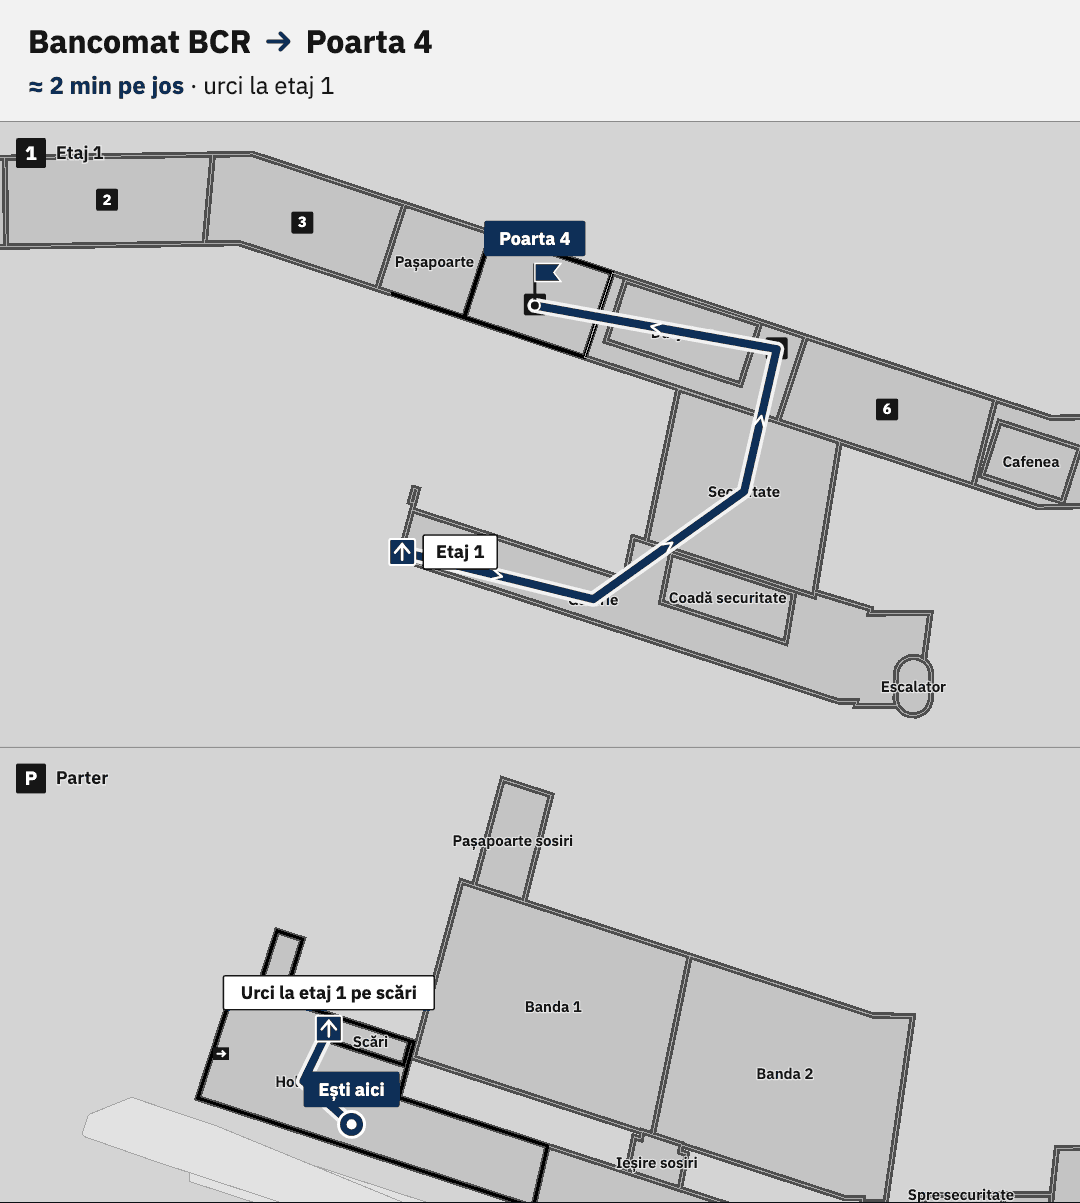 Bancomat BCR → Poarta 4
≈ 2 min pe jos · urci la etaj 1
1 Etaj 1
2
3
Pașapoarte
Poarta 4
6
Cafenea
Securitate
Etaj 1
Coadă securitate
Escalator
P Parter
Pașapoarte sosiri
Urci la etaj 1 pe scări
Scări
Banda 1
Banda 2
Ești aici
Ieșire sosiri
Spre securitate